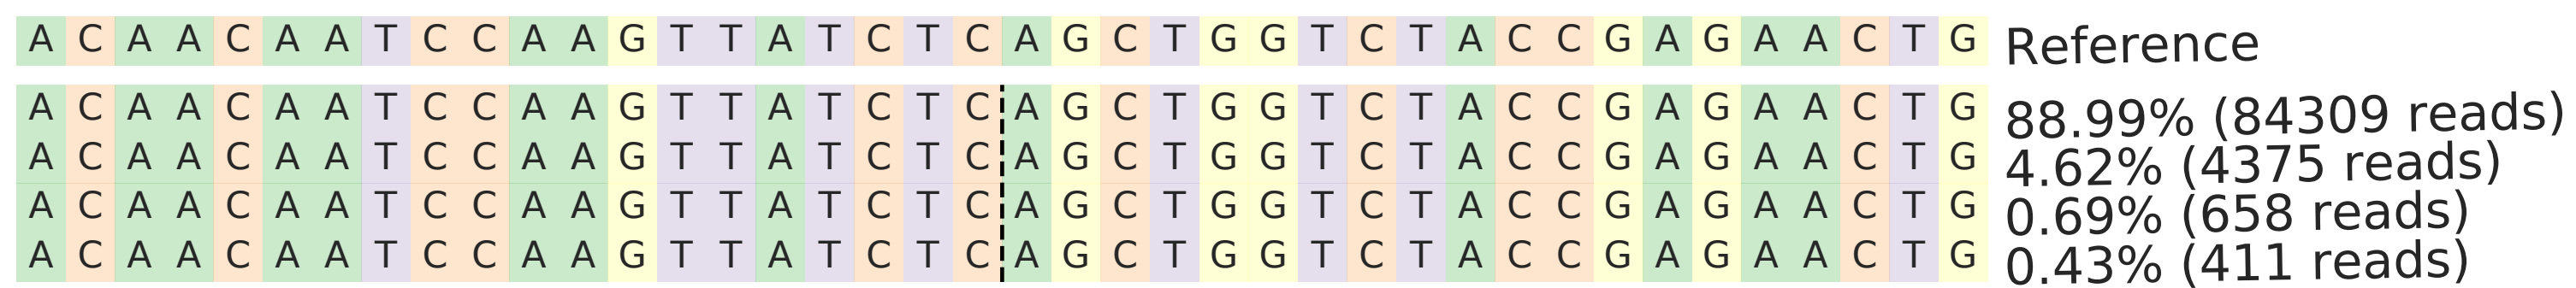 A C A A C A A T C C A A G T T A T C T C A G C T G G T C T A C C G A G A A C T G Reference
A C A A C A A T C C A A G T T A T C T C A G C T G G T C T A C C G A G A A C T G 88.99% (84309 reads)
A C A A C A A T C C A A G T T A T C T C A G C T G G T C T A C C G A G A A C T G 4.62% (4375 reads)
A C A A C A A T C C A A G T T A T C T C A G C T G G T C T A C C G A G A A C T G 0.69% (658 reads)
A C A A C A A T C C A A G T T A T C T C A G C T G G T C T A C C G A G A A C T G 0.43% (411 reads)